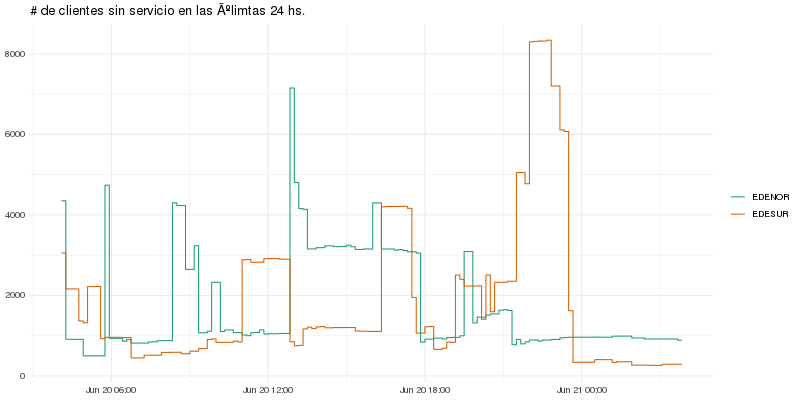 # de clientes sin servicio en las Ãºlimtas 24 hs.
8000
6000
4000
2000
0
Jun 20 06:00
Jun 20 12:00
Jun 20 18:00
Jun 21 00:00
EDENOR
EDESUR